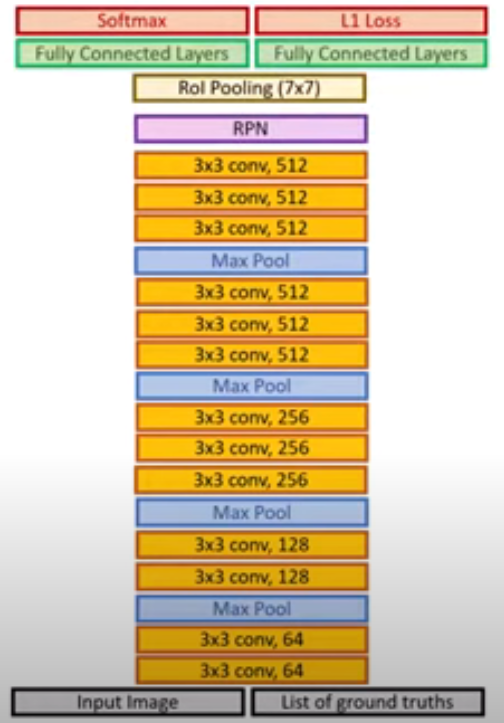 Softmax L1 Loss
Fully Connected Layers Fully Connected Layers
RoI Pooling (7x7)
RPN
3x3 conv, 512
3x3 conv, 512
3x3 conv, 512
Max Pool
3x3 conv, 512
3x3 conv, 512
3x3 conv, 512
Max Pool
3x3 conv, 256
3x3 conv, 256
3x3 conv, 256
Max Pool
3x3 conv, 128
3x3 conv, 128
Max Pool
3x3 conv, 64
3x3 conv, 64
Input Image List of ground truths